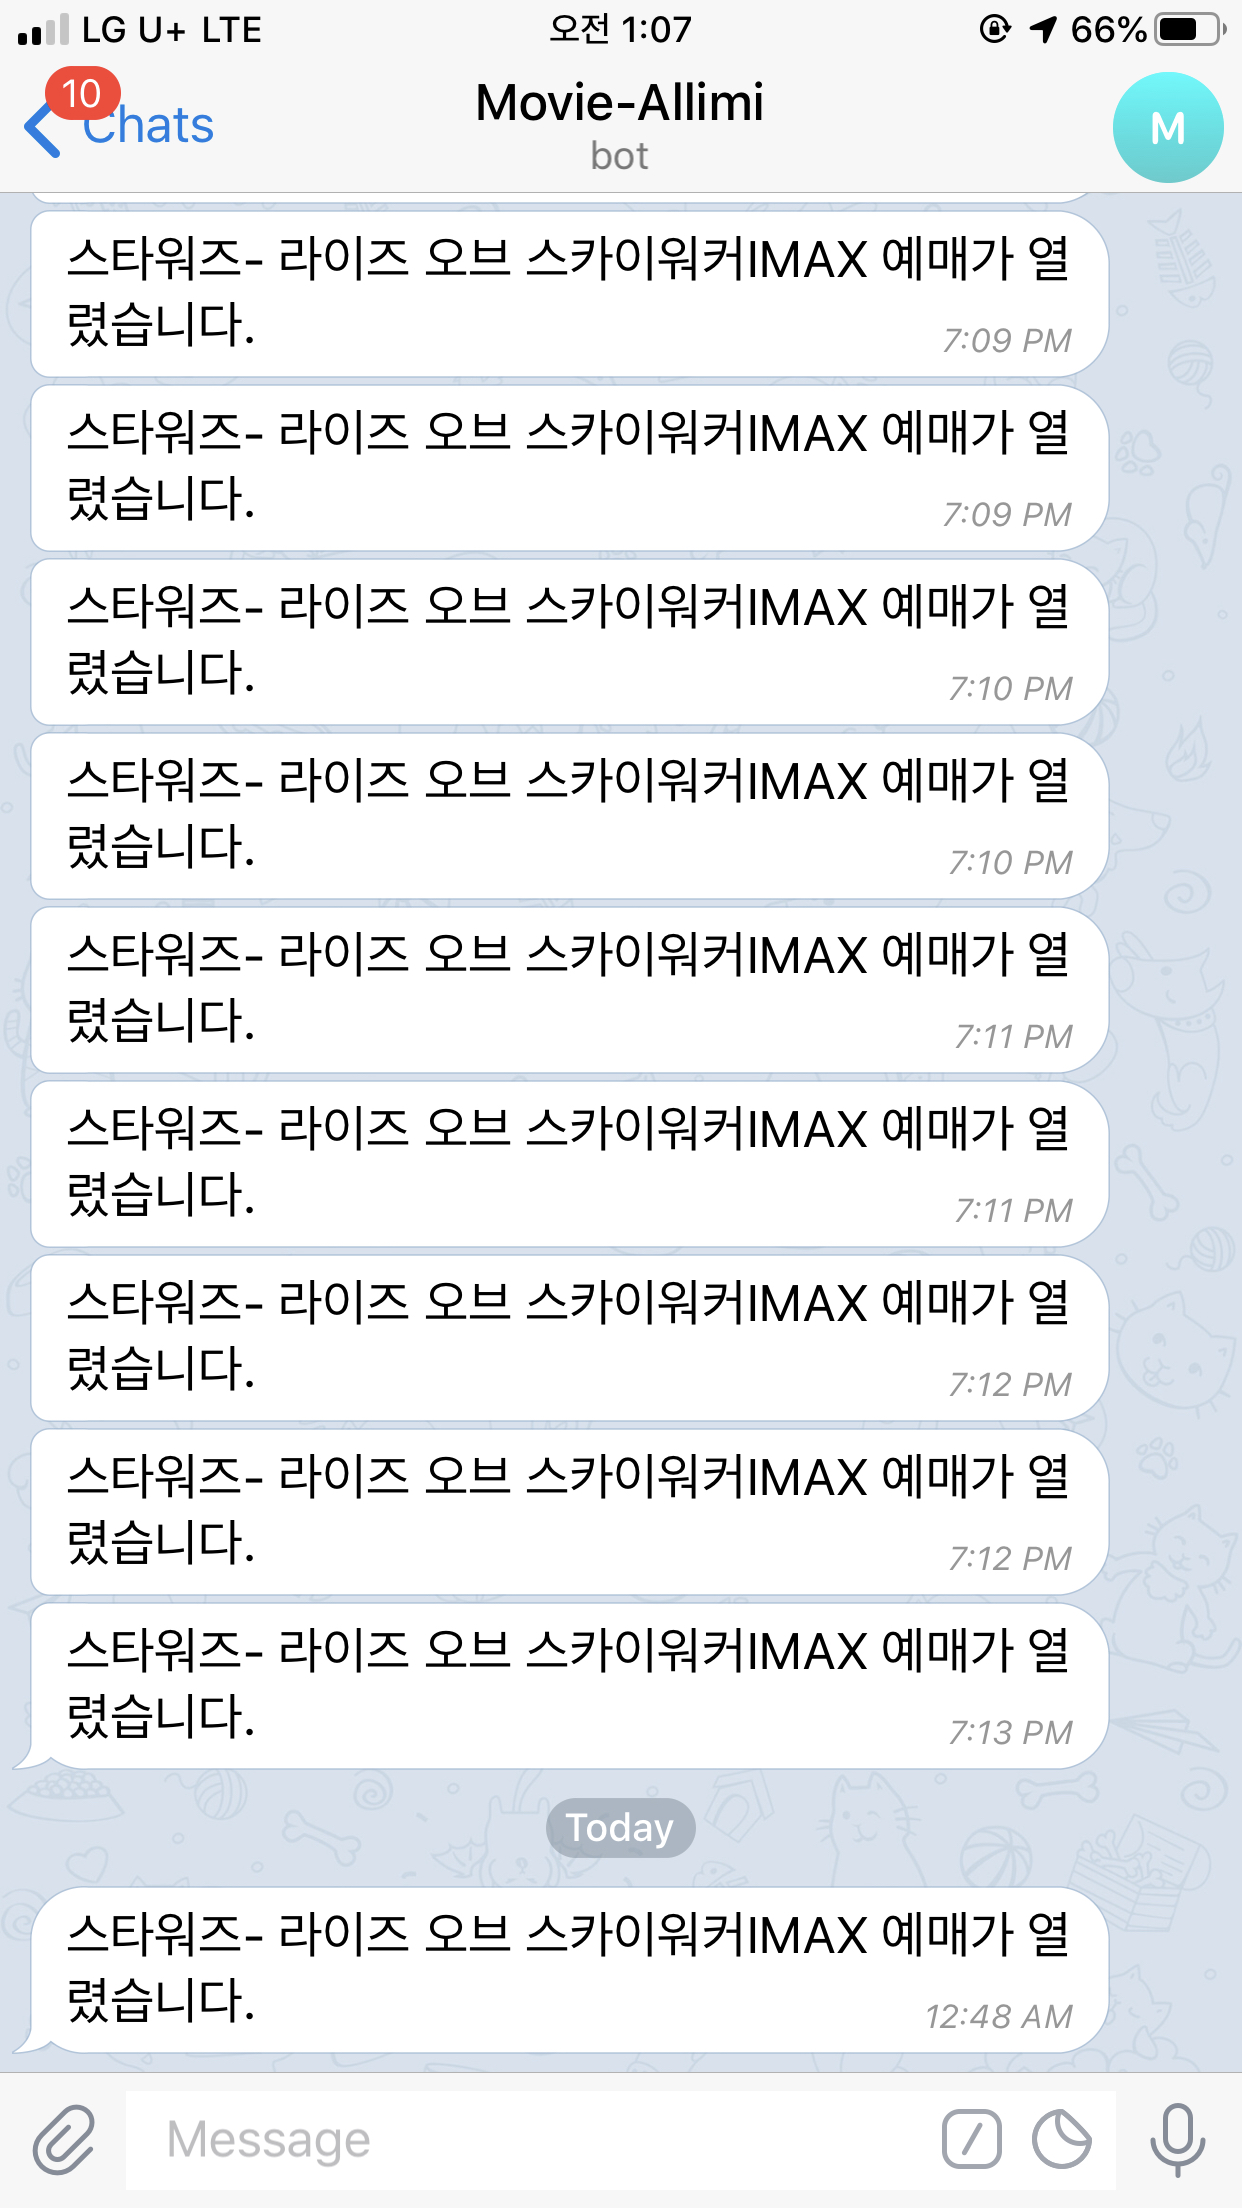 LG U+ LTE 오전 1:07 66%
10
Chats
Movie-Allimi
bot
M
스타워즈- 라이즈 오브 스카이워커IMAX 예매가 열
렸습니다.
7:09 PM
스타워즈- 라이즈 오브 스카이워커IMAX 예매가 열
렸습니다.
7:09 PM
스타워즈- 라이즈 오브 스카이워커IMAX 예매가 열
렸습니다.
7:10 PM
스타워즈- 라이즈 오브 스카이워커IMAX 예매가 열
렸습니다.
7:10 PM
스타워즈- 라이즈 오브 스카이워커IMAX 예매가 열
렸습니다.
7:11 PM
스타워즈- 라이즈 오브 스카이워커IMAX 예매가 열
렸습니다.
7:11 PM
스타워즈- 라이즈 오브 스카이워커IMAX 예매가 열
렸습니다.
7:12 PM
스타워즈- 라이즈 오브 스카이워커IMAX 예매가 열
렸습니다.
7:12 PM
스타워즈- 라이즈 오브 스카이워커IMAX 예매가 열
렸습니다.
7:13 PM
Today
스타워즈- 라이즈 오브 스카이워커IMAX 예매가 열
렸습니다.
12:48 AM
Message